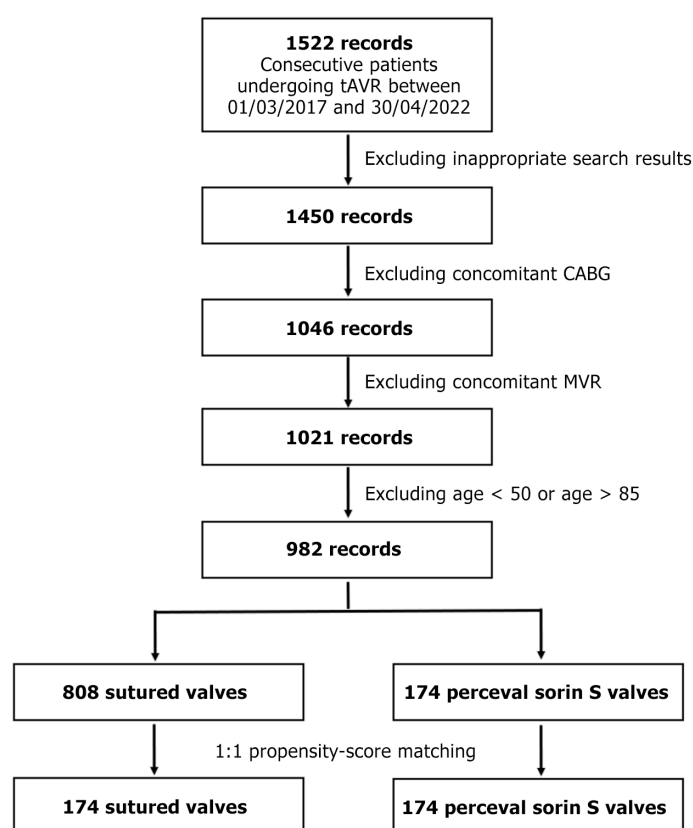 1522 records
Consecutive patients
undergoing tAVR between
01/03/2017 and 30/04/2022
Excluding inappropriate search results
1450 records
Excluding concomitant CABG
1046 records
Excluding concomitant MVR
1021 records
Excluding age < 50 or age > 85
982 records
808 sutured valves
174 perceval sorin S valves
1:1 propensity-score matching
174 sutured valves
174 perceval sorin S valves